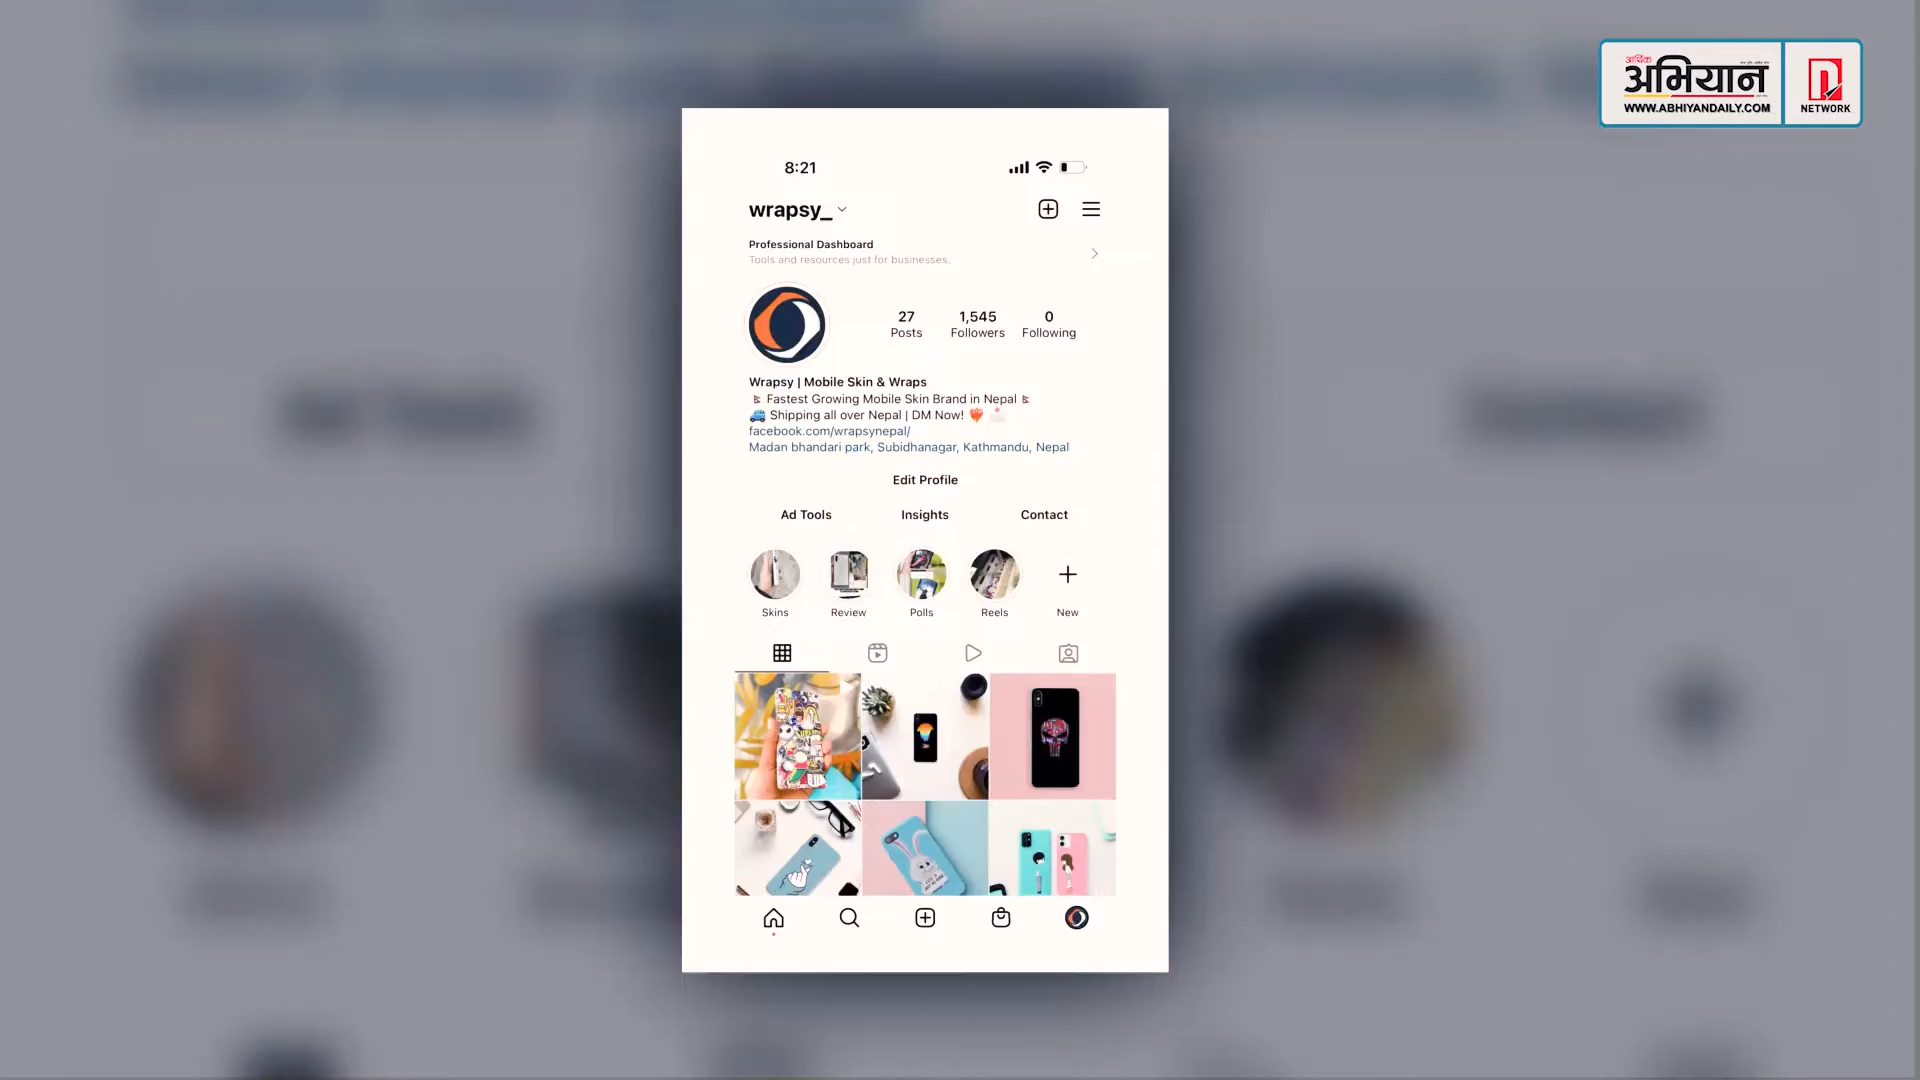 आर्थिक
अभियान
WWW.ABHIYANDAILY.COM
NETWORK
8:21
wrapsy_
Professional Dashboard
Tools and resources just for businesses.
27 1,545 0
Posts Followers Following
Wrapsy | Mobile Skin & Wraps
Fastest Growing Mobile Skin Brand in Nepal
Shipping all over Nepal | DM Now!
facebook.com/wrapsynepal/
Madan bhandari park, Subidhanagar, Kathmandu, Nepal
Edit Profile
Ad Tools Insights Contact
Skins Review Polls Reels New